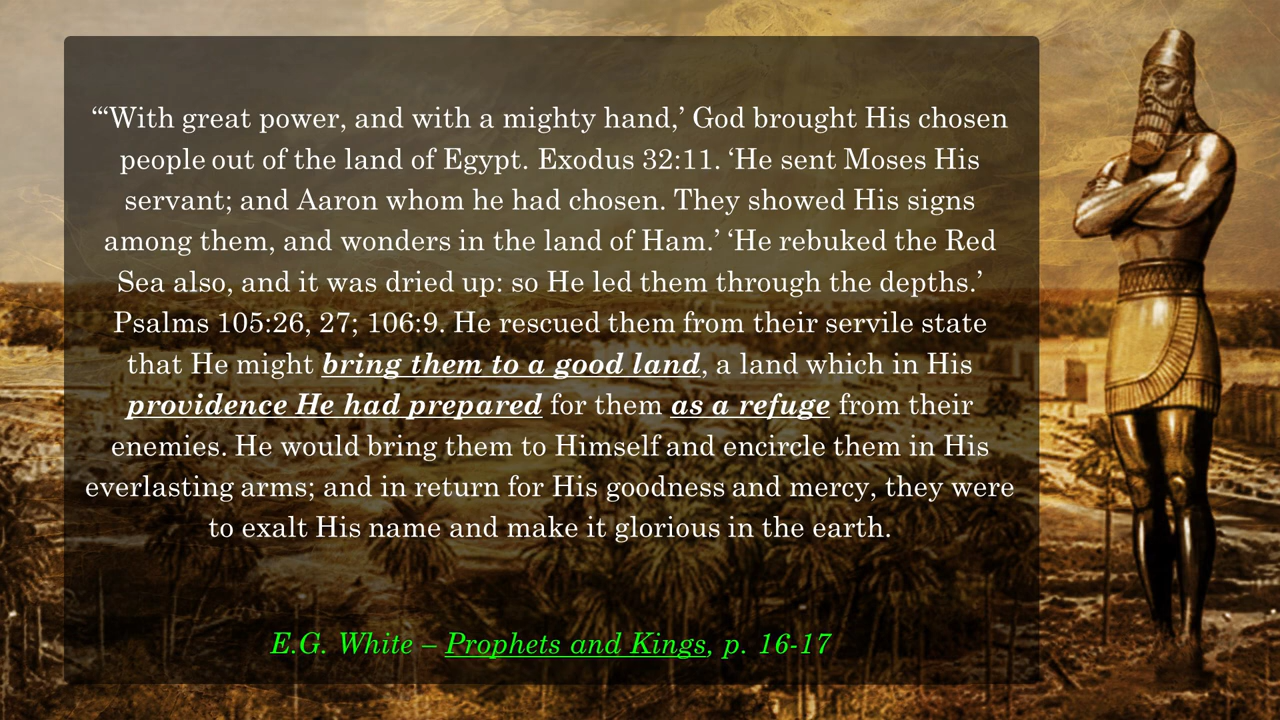 “‘With great power, and with a mighty hand,’ God brought His chosen
people out of the land of Egypt. Exodus 32:11. ‘He sent Moses His
servant; and Aaron whom he had chosen. They showed His signs
among them, and wonders in the land of Ham.’ ‘He rebuked the Red
Sea also, and it was dried up: so He led them through the depths.’
Psalms 105:26, 27; 106:9. He rescued them from their servile state
that He might bring them to a good land, a land which in His
providence He had prepared for them as a refuge from their
enemies. He would bring them to Himself and encircle them in His
everlasting arms; and in return for His goodness and mercy, they were
to exalt His name and make it glorious in the earth.
E.G. White – Prophets and Kings, p. 16-17